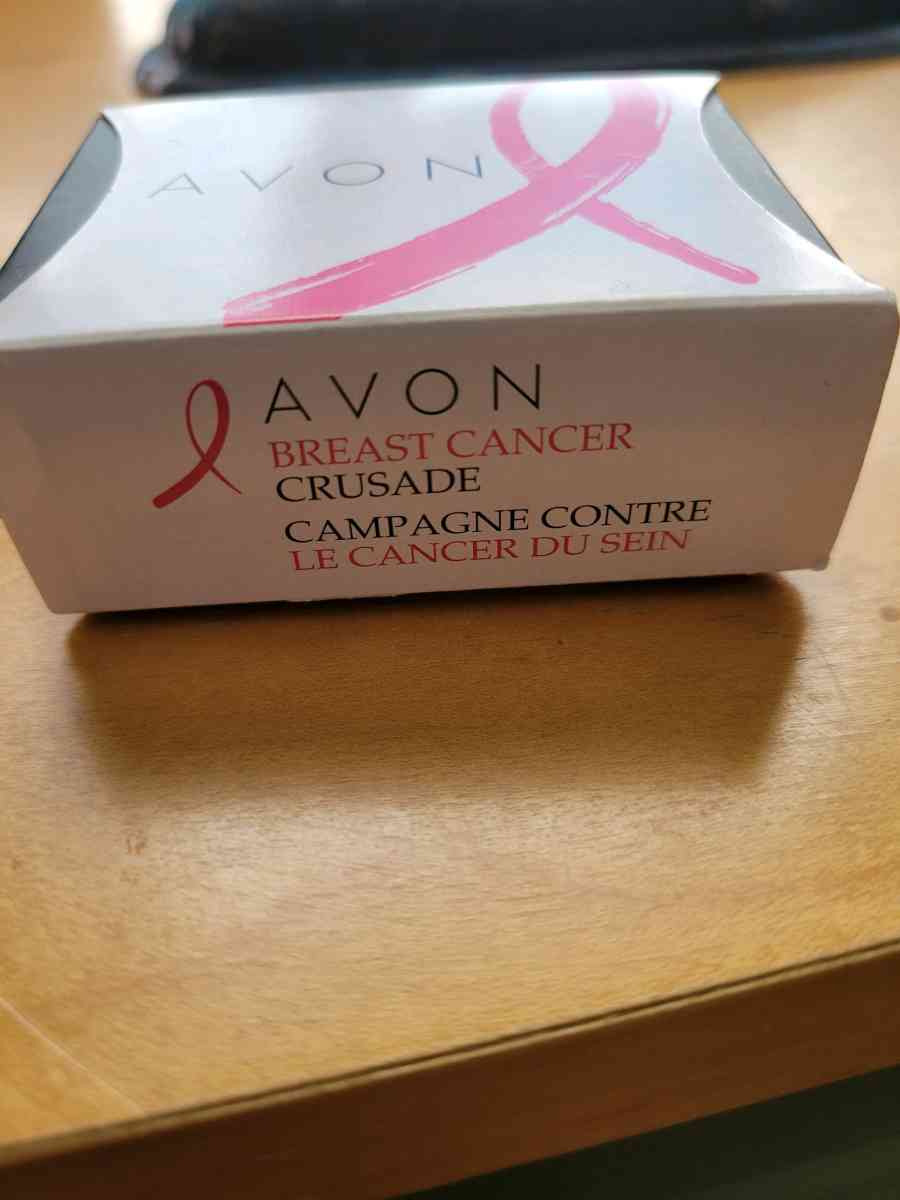 AVON
AVON
BREAST CANCER
CRUSADE
CAMPAGNE CONTRE
LE CANCER DU SEIN